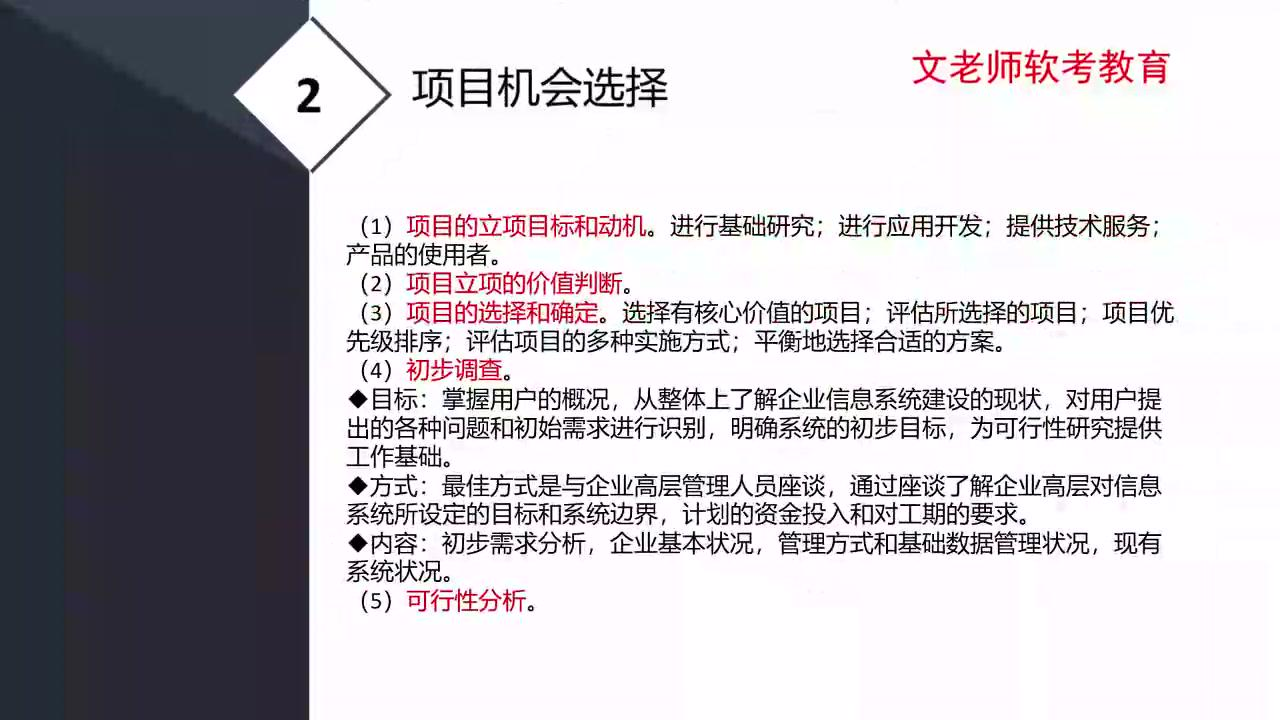 2
项目机会选择
文老师软考教育
（1）项目的立项目标和动机。进行基础研究；进行应用开发；提供技术服务；
产品的使用者。
（2）项目立项的价值判断。
（3）项目的选择和确定。选择有核心价值的项目；评估所选择的项目；项目优
先级排序；评估项目的多种实施方式；平衡地选择合适的方案。
（4）初步调查。
◆目标：掌握用户的概况，从整体上了解企业信息系统建设的现状，对用户提
出的各种问题和初始需求进行识别，明确系统的初步目标，为可行性研究提供
工作基础。
◆方式：最佳方式是与企业高层管理人员座谈，通过座谈了解企业高层对信息
系统所设定的目标和系统边界，计划的资金投入和对工期的要求。
◆内容：初步需求分析，企业基本状况，管理方式和基础数据管理状况，现有
系统状况。
（5）可行性分析。